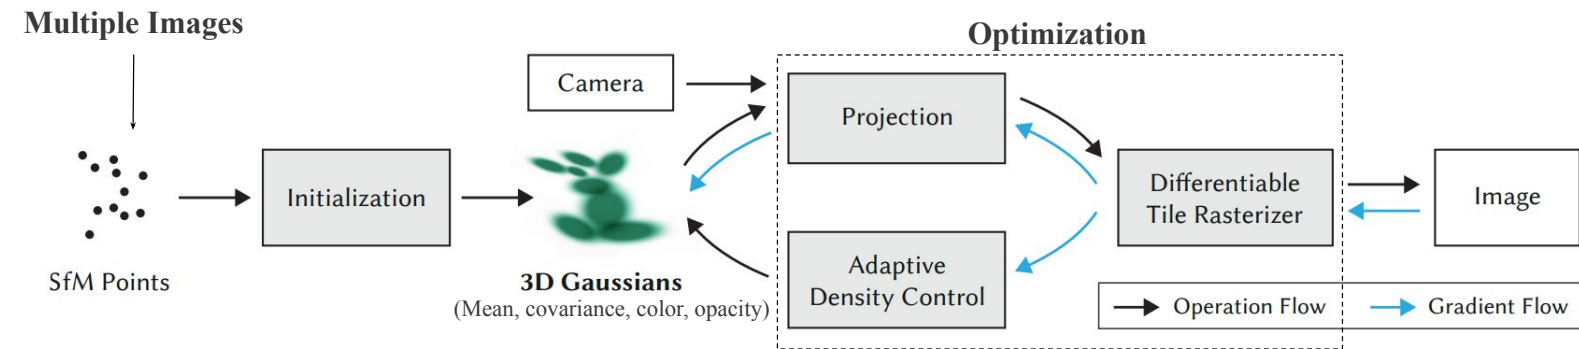 Multiple Images
Optimization
Camera
Projection
Initialization
Differentiable
Tile Rasterizer
Image
SfM Points
3D Gaussians
(Mean, covariance, color, opacity)
Adaptive
Density Control
Operation Flow
Gradient Flow